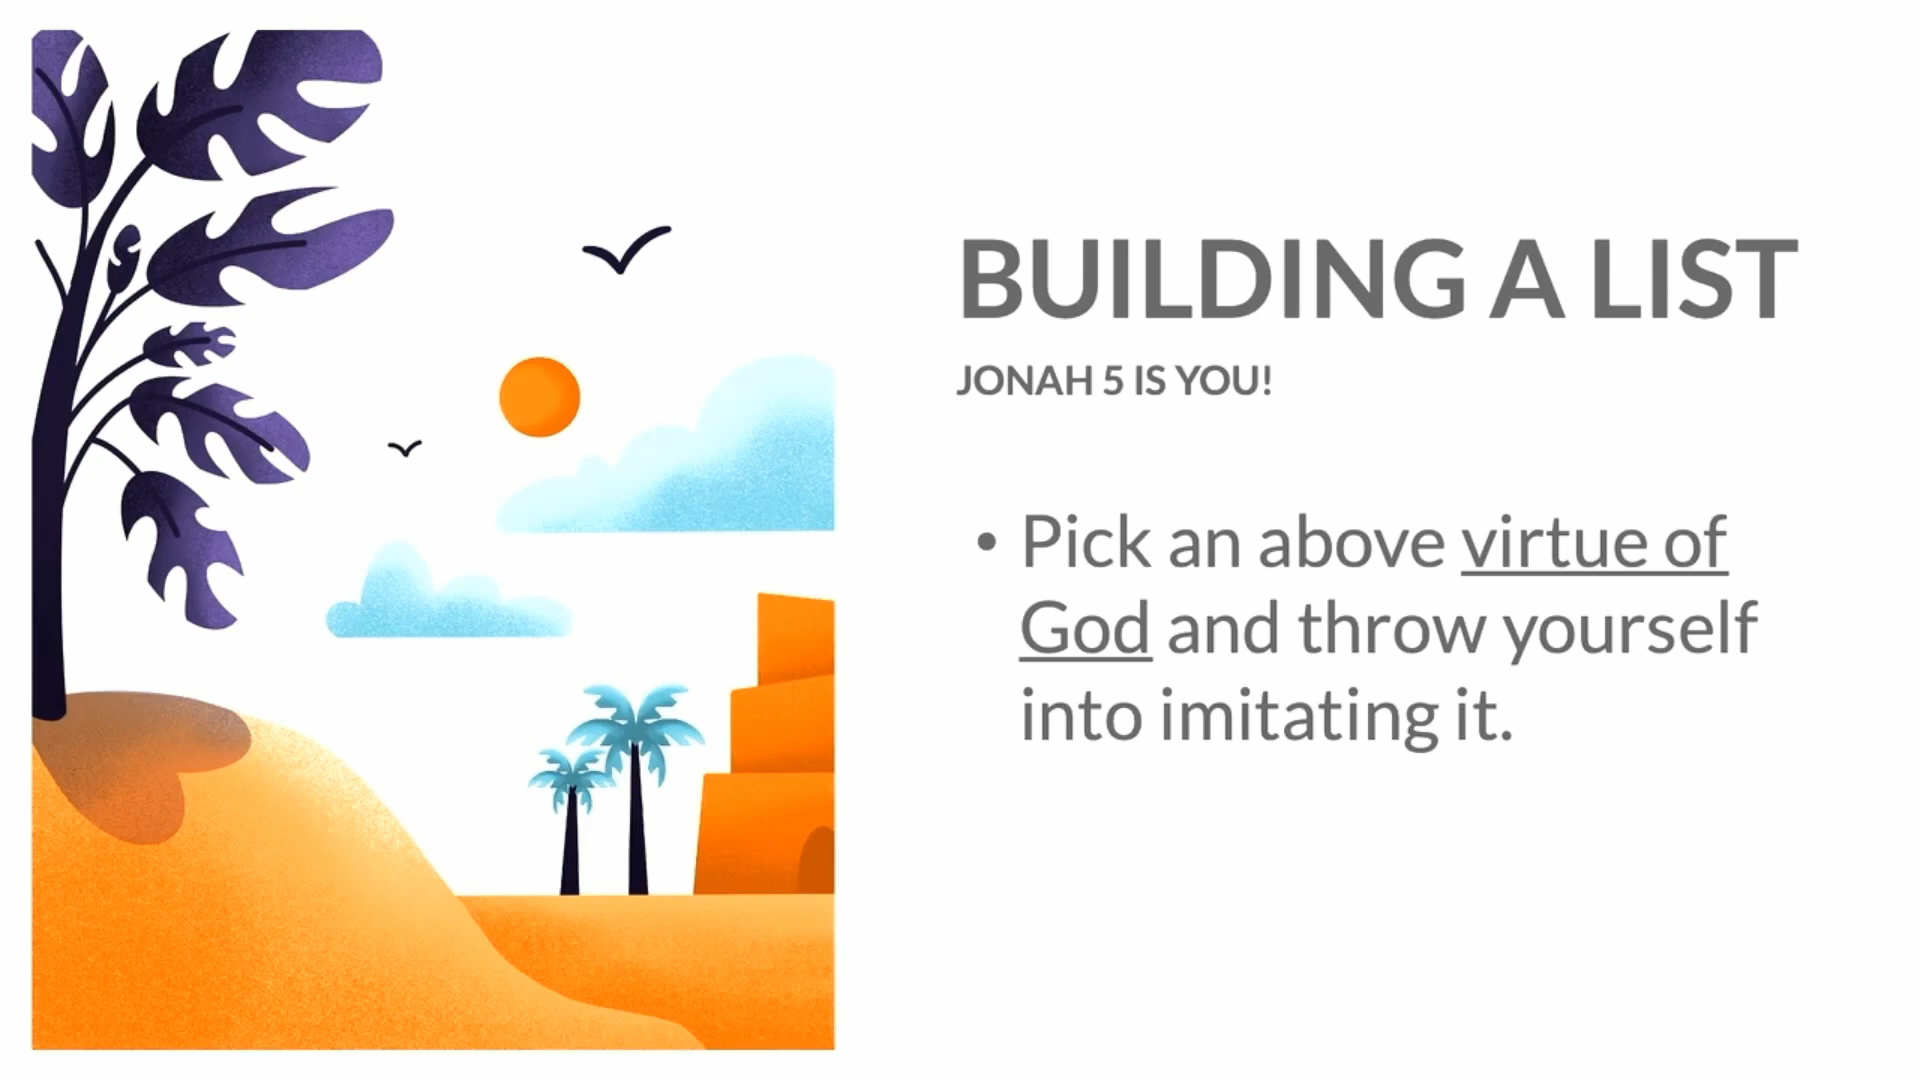 BUILDING A LIST
JONAH 5 IS YOU!
• Pick an above virtue of
God and throw yourself
into imitating it.